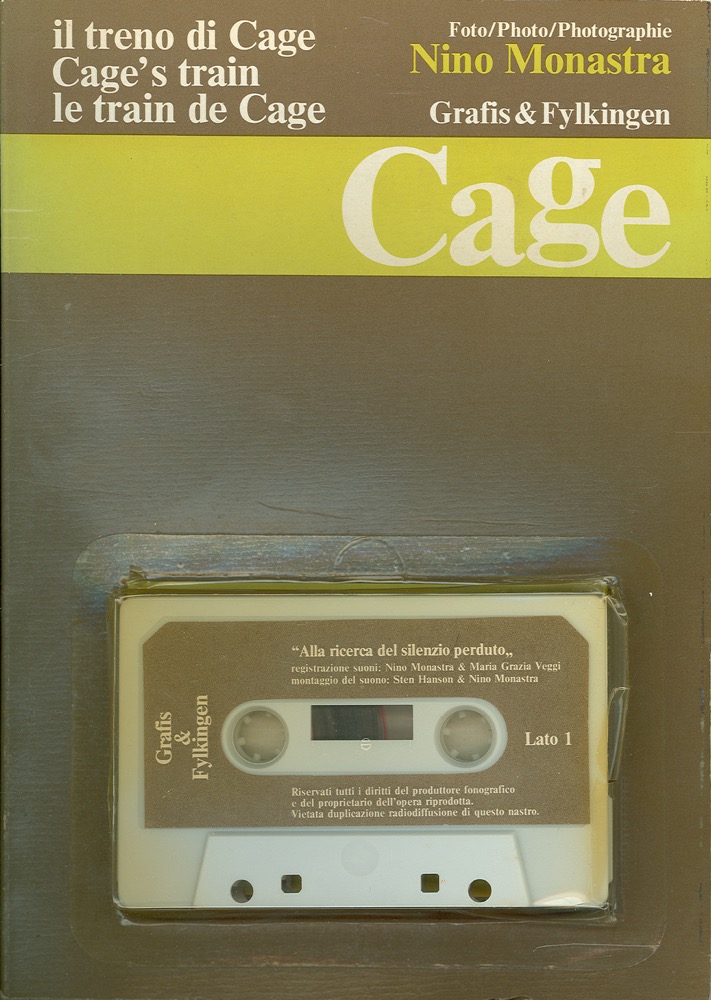 il treno di Cage
Cage's train
le train de Cage
Foto/Photo/Photographie
Nino Monastra
Grafis & Fylkingen
Cage
“Alla ricerca del silenzio perduto„
registrazione suoni: Nino Monastra & Maria Grazia Veggi
montaggio del suono: Sten Hanson & Nino Monastra
Grafis
&
Fylkingen
Lato 1
Riservati tutti i diritti del produttore fonografico
e del proprietario dell'opera riprodotta.
Vietata duplicazione radiodiffusione di questo nastro.